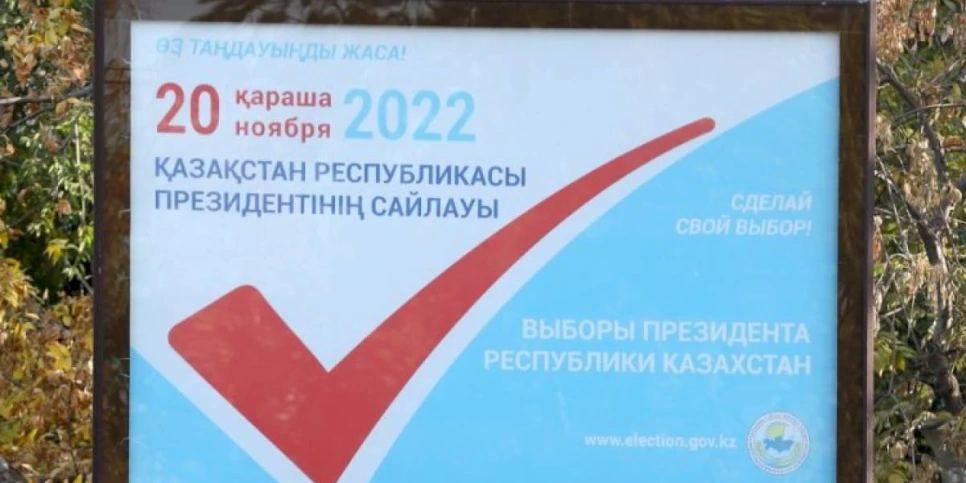 ӨЗ ТАҢДАУЫҢДЫ ЖАСА!
20 қараша 2022
ноября
ҚАЗАҚСТАН РЕСПУБЛИКАСЫ
ПРЕЗИДЕНТІНІҢ САЙЛАУЫ
СДЕЛАЙ
СВОЙ ВЫБОР!
ВЫБОРЫ ПРЕЗИДЕНТА
РЕСПУБЛИКИ КАЗАХСТАН
www.election.gov.kz